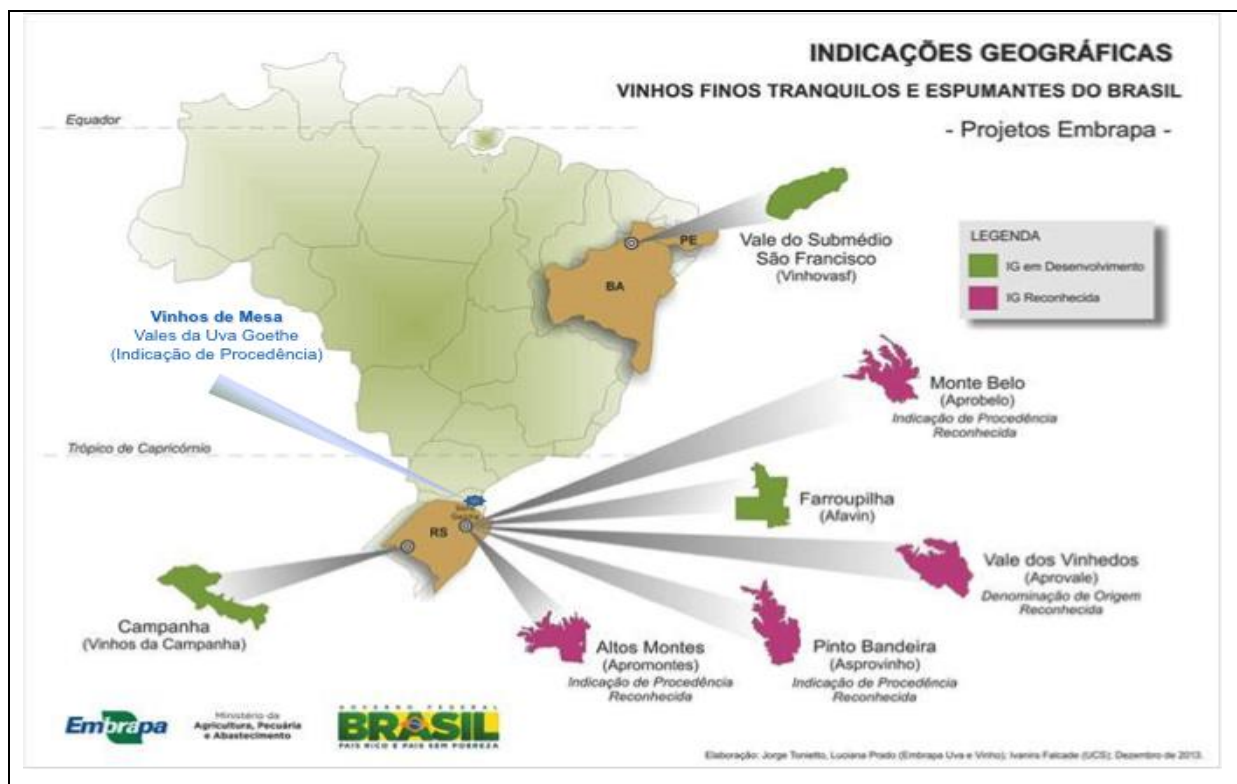 INDICAÇÕES GEOGRÁFICAS
VINHOS FINOS TRANQUILOS E ESPUMANTES DO BRASIL
- Projetos Embrapa -
Equador
PE
BA
Vale do Submédio
São Francisco
(Vinhovasf)
LEGENDA
IG em Desenvolvimento
IG Reconhecida
Vinhos de Mesa
Vales da Uva Goethe
(Indicação de Procedência)
Monte Belo
(Aprobelo)
Indicação de Procedência
Reconhecida
Trópico de Capricórnio
Farroupilha
(Afavin)
RS
Vale dos Vinhedos
(Aprovale)
Denominação de Origem
Reconhecida
Campanha
(Vinhos da Campanha)
Altos Montes
(Apromontes)
Indicação de Procedência
Reconhecida
Pinto Bandeira
(Asprovinho)
Indicação de Procedência
Reconhecida
Embrapa
Ministério da
Agricultura, Pecuária
e Abastecimento
GOVERNO FEDERAL
BRASIL
PAÍS RICO É PAÍS SEM POBREZA
Elaboração: Jorge Tonietto, Luciana Prado (Embrapa Uva e Vinho); Ivanira Falcade (UCS); Dezembro de 2013.